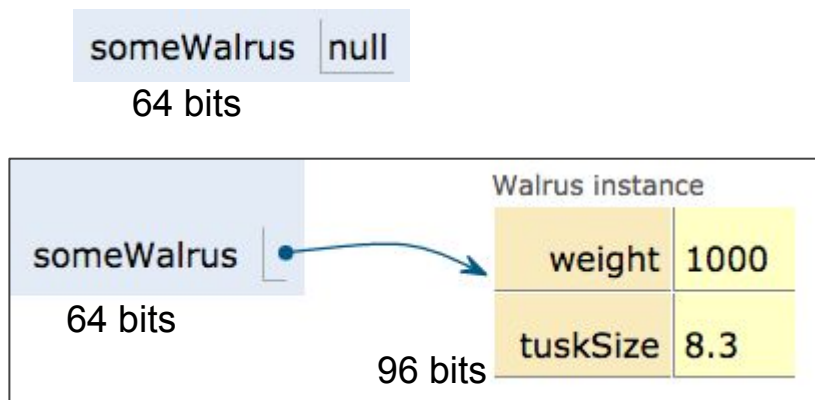 someWalrus null
64 bits
Walrus instance
someWalrus
weight 1000
64 bits
tuskSize 8.3
96 bits